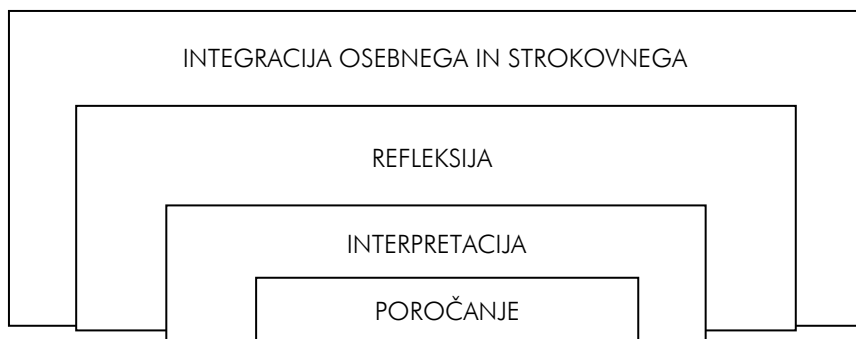 INTEGRACIJA OSEBNEGA IN STROKOVNEGA
REFLEKSIJA
INTERPRETACIJA
POROČANJE